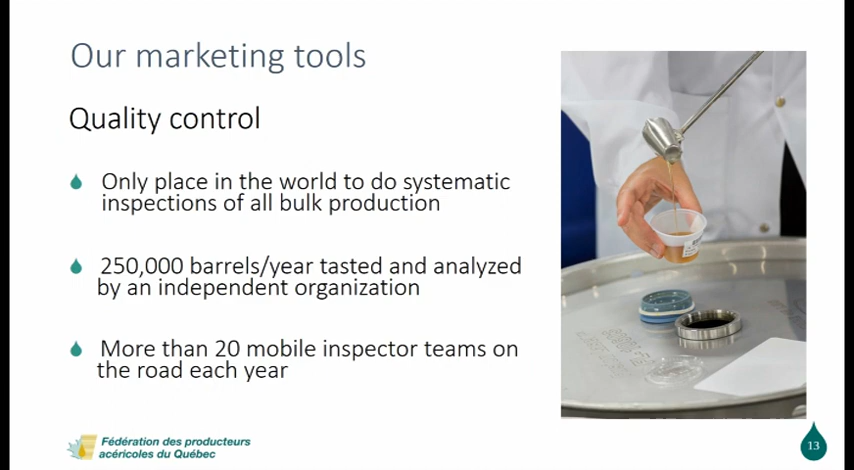 Our marketing tools
Quality control
Only place in the world to do systematic
inspections of all bulk production
250,000 barrels/year tasted and analyzed
by an independent organization
More than 20 mobile inspector teams on
the road each year
Fédération des producteurs
acéricoles du Québec
13